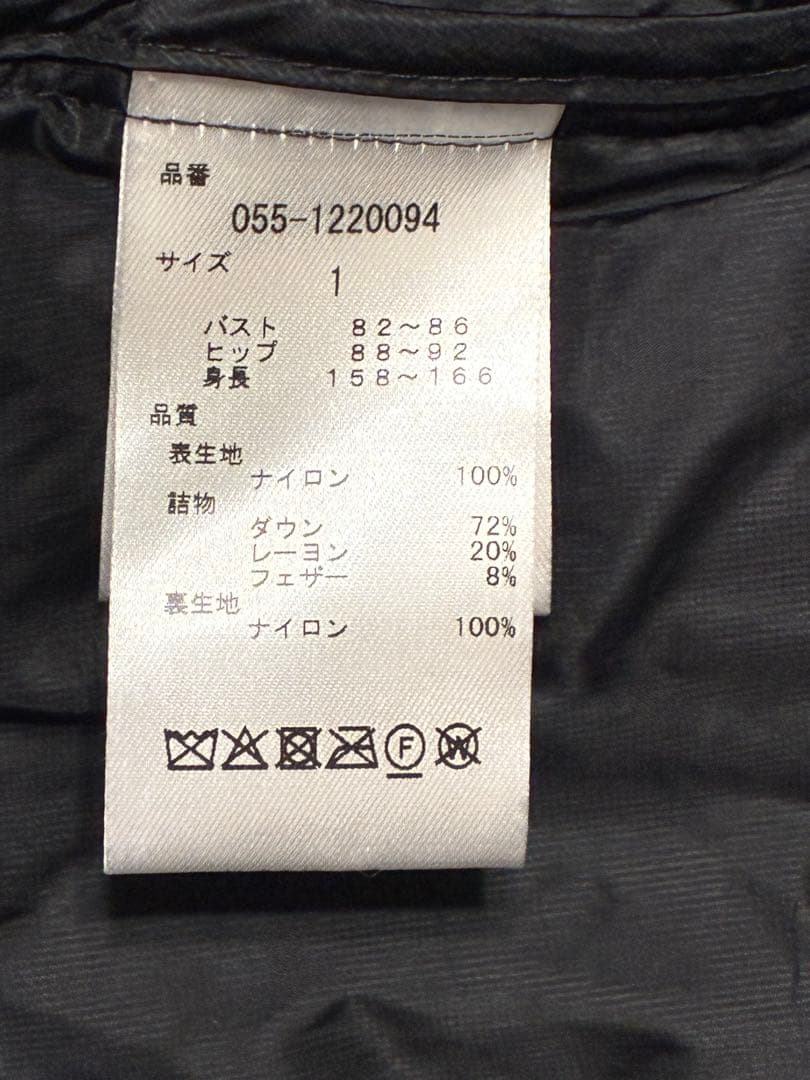 品番
055-1220094
サイズ
1
バスト 82～86
ヒップ 88～92
身長 158～166
品質
表生地
ナイロン 100%
詰物
ダウン 72%
レーヨン 20%
フェザー 8%
裏生地
ナイロン 100%
F W